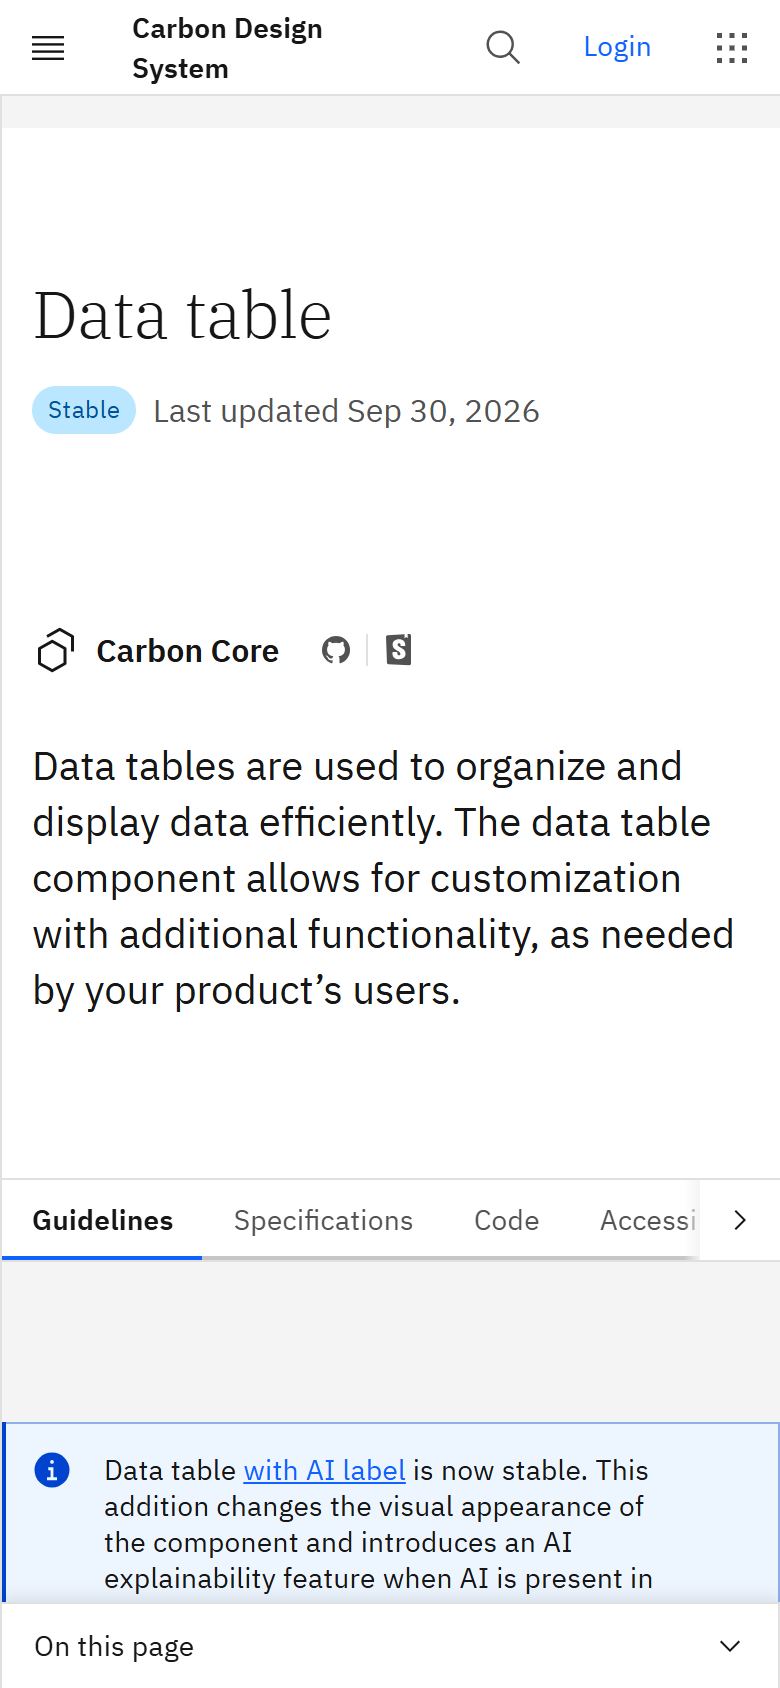 Carbon Design
System
Login
Data table
Stable
Last updated Sep 30, 2026
Carbon Core
Data tables are used to organize and
display data efficiently. The data table
component allows for customization
with additional functionality, as needed
by your product’s users.
Guidelines
Specifications
Code
Accessi
Data table with AI label is now stable. This
addition changes the visual appearance of
the component and introduces an AI
explainability feature when AI is present in
On this page